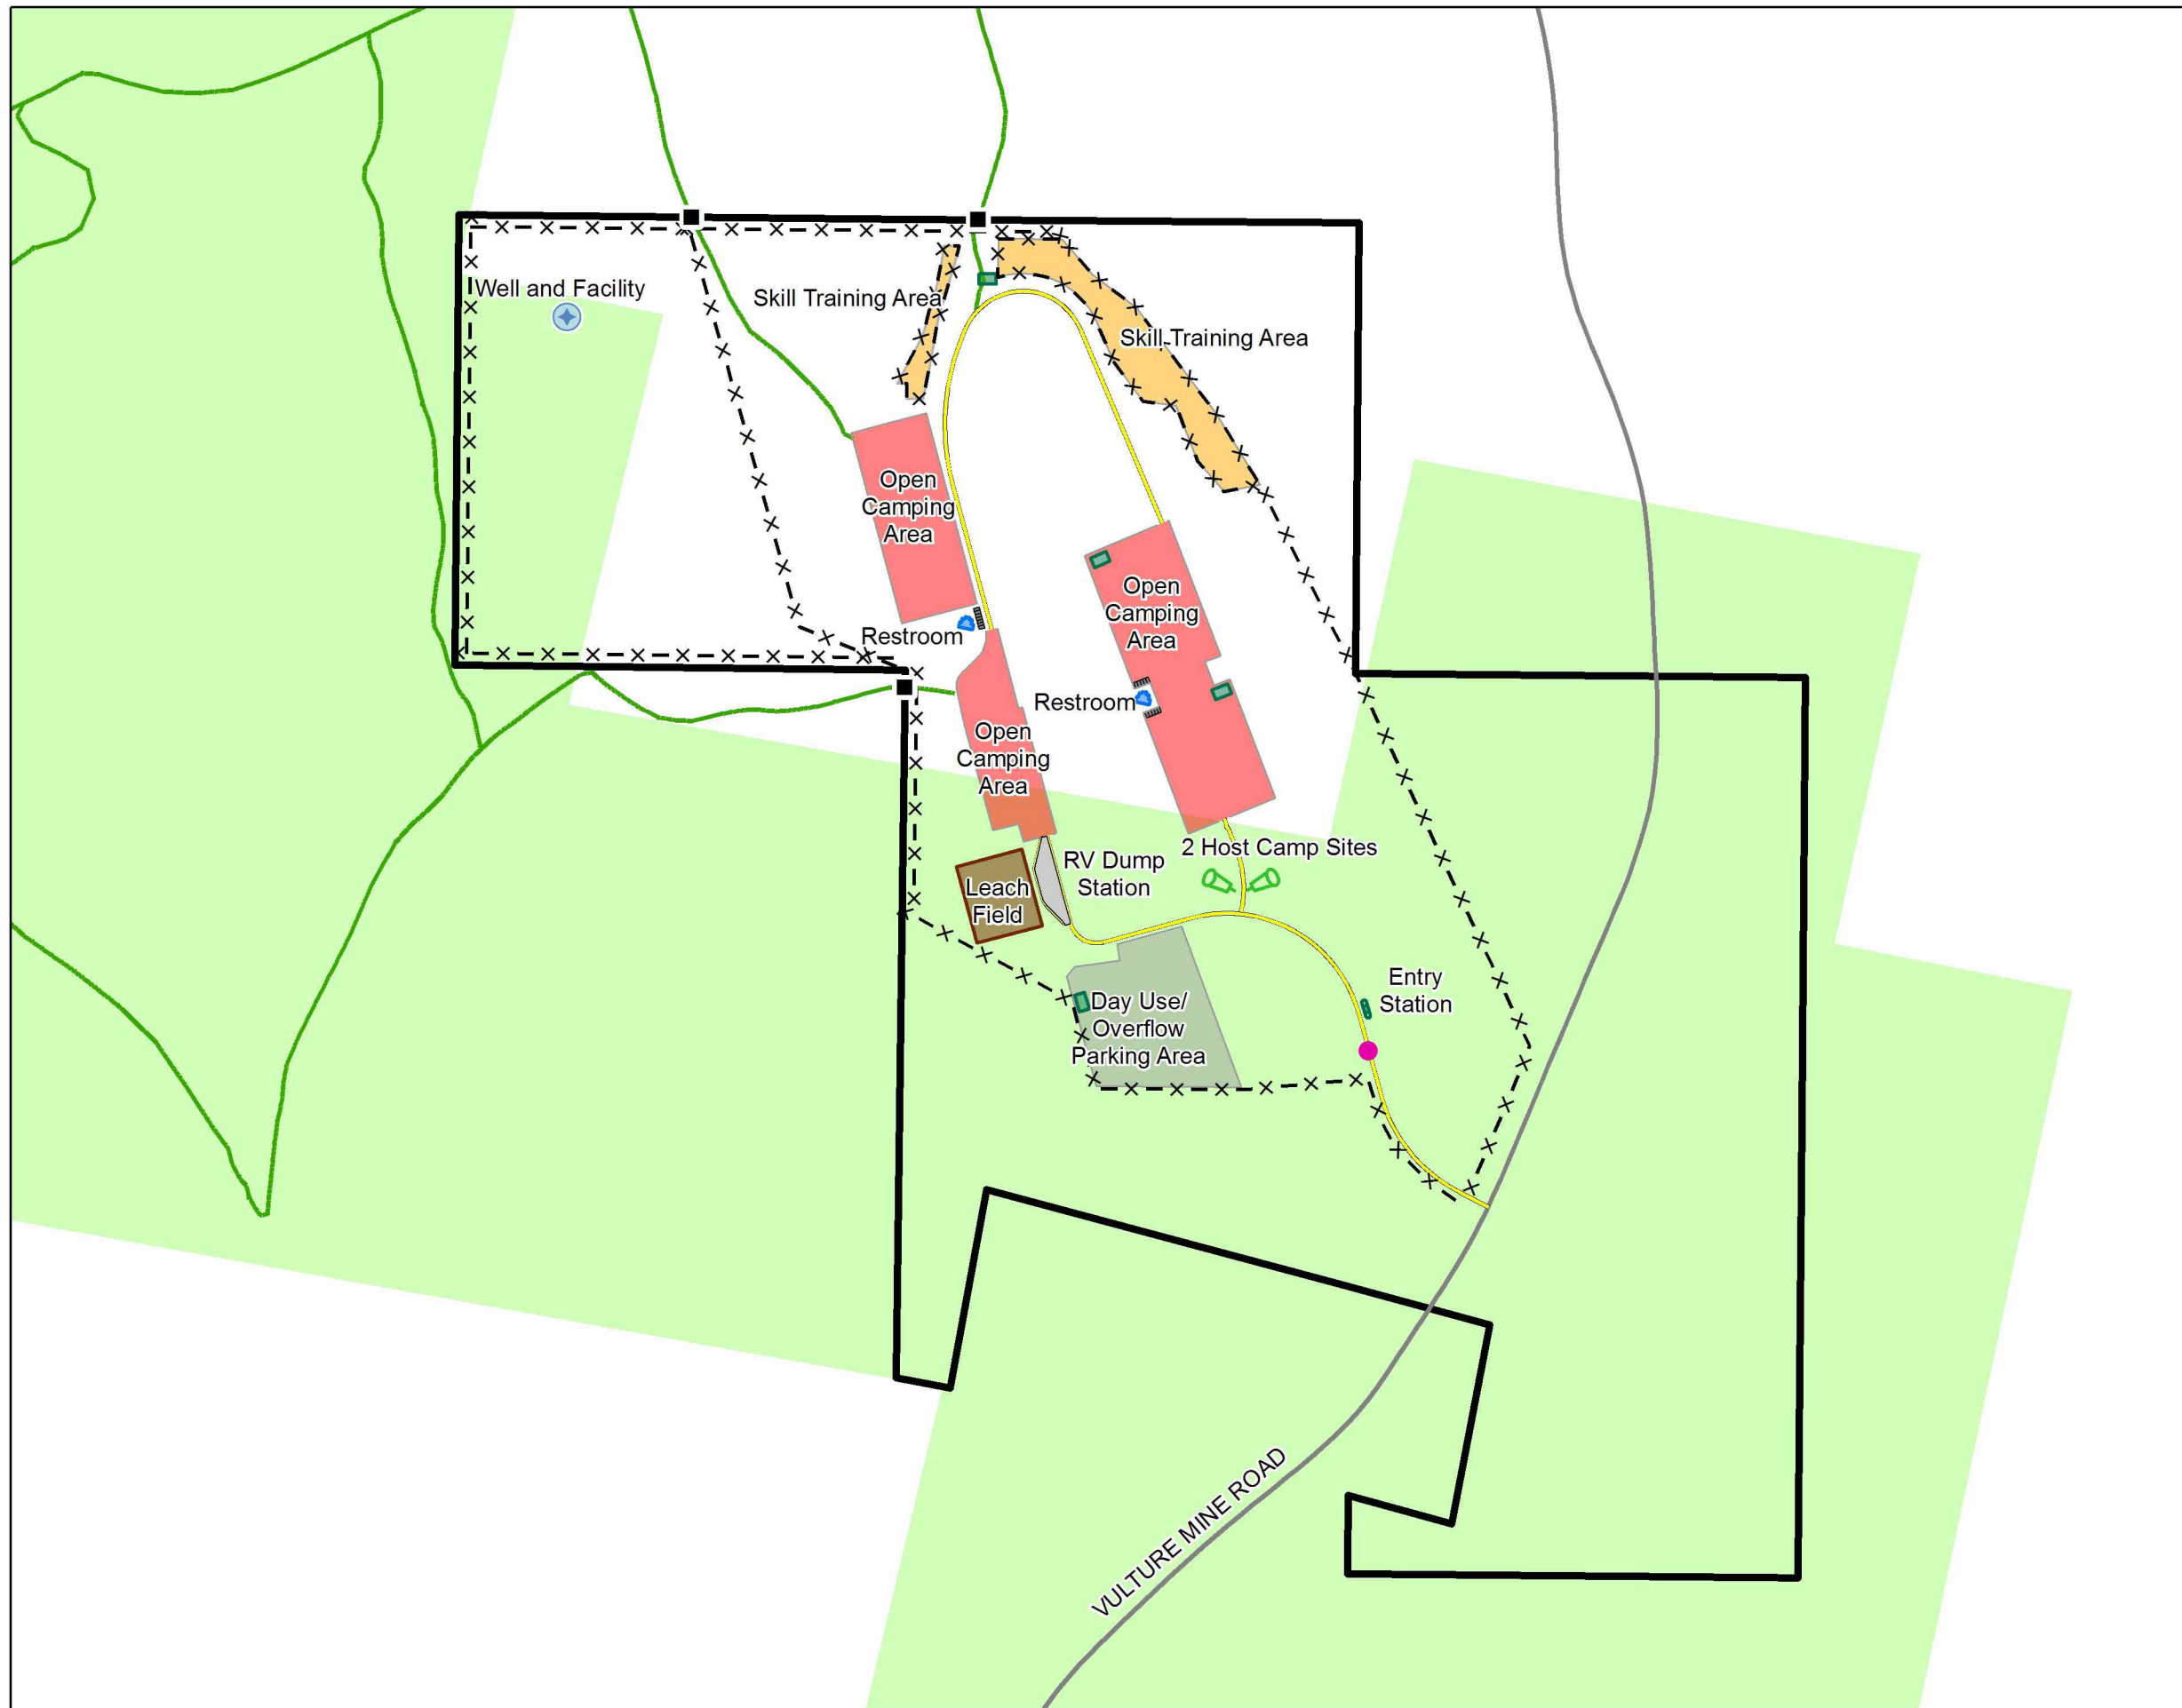 Well and Facility
Skill Training Area
Skill Training Area
Open
Camping
Area
Open
Camping
Area
Restroom
Restroom
Open
Camping
Area
2 Host Camp Sites
RV Dump
Station
Leach
Field
Entry
Station
Day Use/
Overflow
Parking Area
VULTURE MINE ROAD